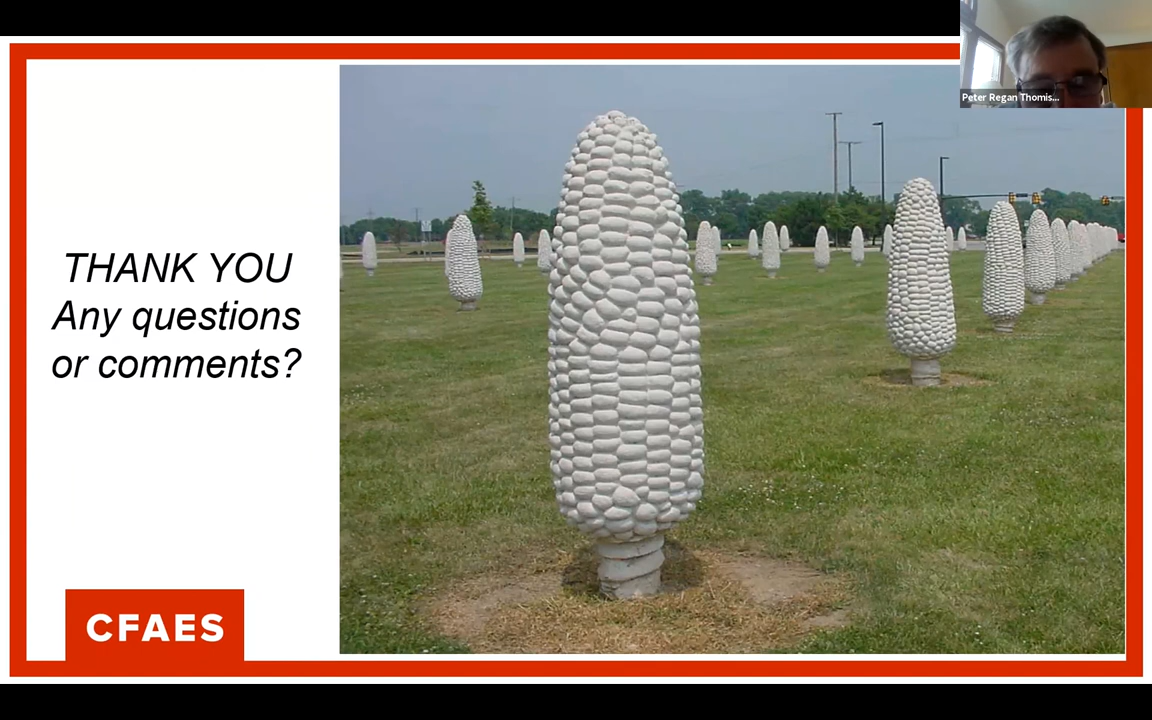 Peter Regan Thomis...
THANK YOU
Any questions
or comments?
CFAES